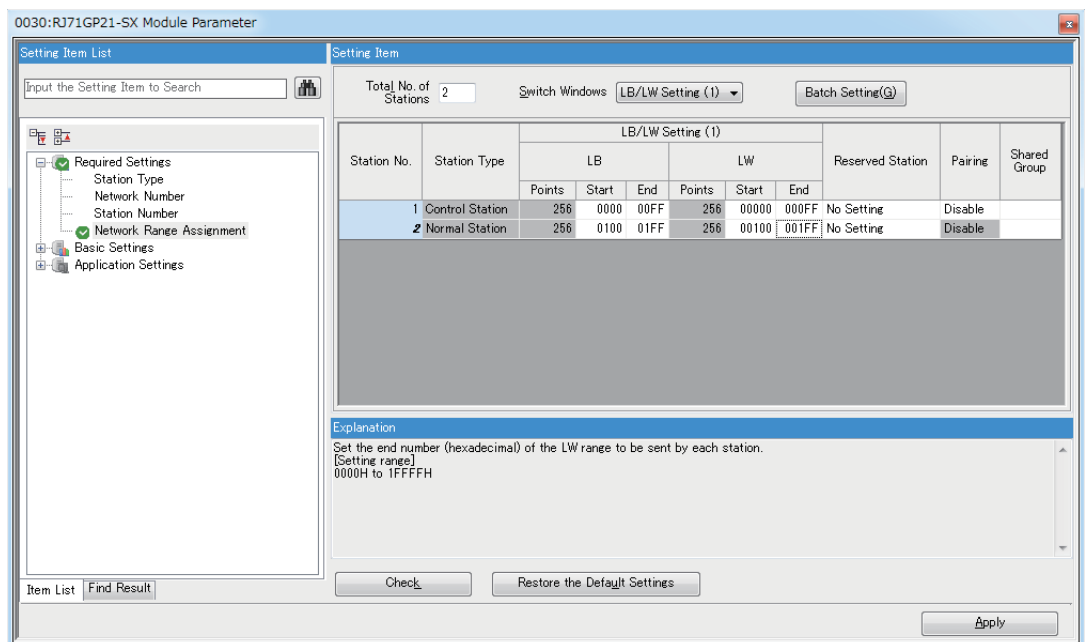 0030:RJ71GP21-SX Module Parameter
Setting Item List
Input the Setting Item to Search
Required Settings
Station Type
Network Number
Station Number
Network Range Assignment
Basic Settings
Application Settings
Item List Find Result
Setting Item
Total No. of Stations 2 Switch Windows LB/LW Setting (1) Batch Setting(G)
LB/LW Setting (1)
Station No. Station Type LB LW Reserved Station Pairing Shared Group
Points Start End Points Start End
1 Control Station 256 0000 00FF 256 00000 000FF No Setting Disable
2 Normal Station 256 0100 01FF 256 00100 001FF No Setting Disable
Explanation
Set the end number (hexadecimal) of the LW range to be sent by each station.
[Setting range]
0000H to 1FFFFH
Check Restore the Default Settings
Apply